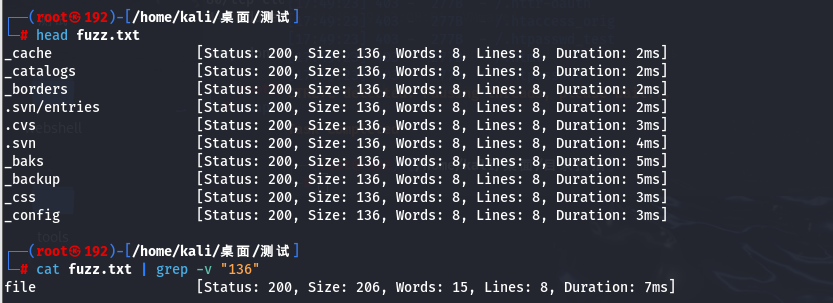 ┌──(root㉿192)-[/home/kali/桌面/测试]
└─# head fuzz.txt
_cache                  [Status: 200, Size: 136, Words: 8, Lines: 8, Duration: 2ms]
_catalogs               [Status: 200, Size: 136, Words: 8, Lines: 8, Duration: 2ms]
_borders                [Status: 200, Size: 136, Words: 8, Lines: 8, Duration: 2ms]
.svn/entries            [Status: 200, Size: 136, Words: 8, Lines: 8, Duration: 2ms]
.cvs                    [Status: 200, Size: 136, Words: 8, Lines: 8, Duration: 3ms]
.svn                    [Status: 200, Size: 136, Words: 8, Lines: 8, Duration: 4ms]
_baks                   [Status: 200, Size: 136, Words: 8, Lines: 8, Duration: 5ms]
_backup                 [Status: 200, Size: 136, Words: 8, Lines: 8, Duration: 5ms]
_css                    [Status: 200, Size: 136, Words: 8, Lines: 8, Duration: 3ms]
_config                 [Status: 200, Size: 136, Words: 8, Lines: 8, Duration: 3ms]
tools
┌──(root㉿192)-[/home/kali/桌面/测试]
└─# cat fuzz.txt | grep -v "136"
file                    [Status: 200, Size: 206, Words: 15, Lines: 8, Duration: 7ms]